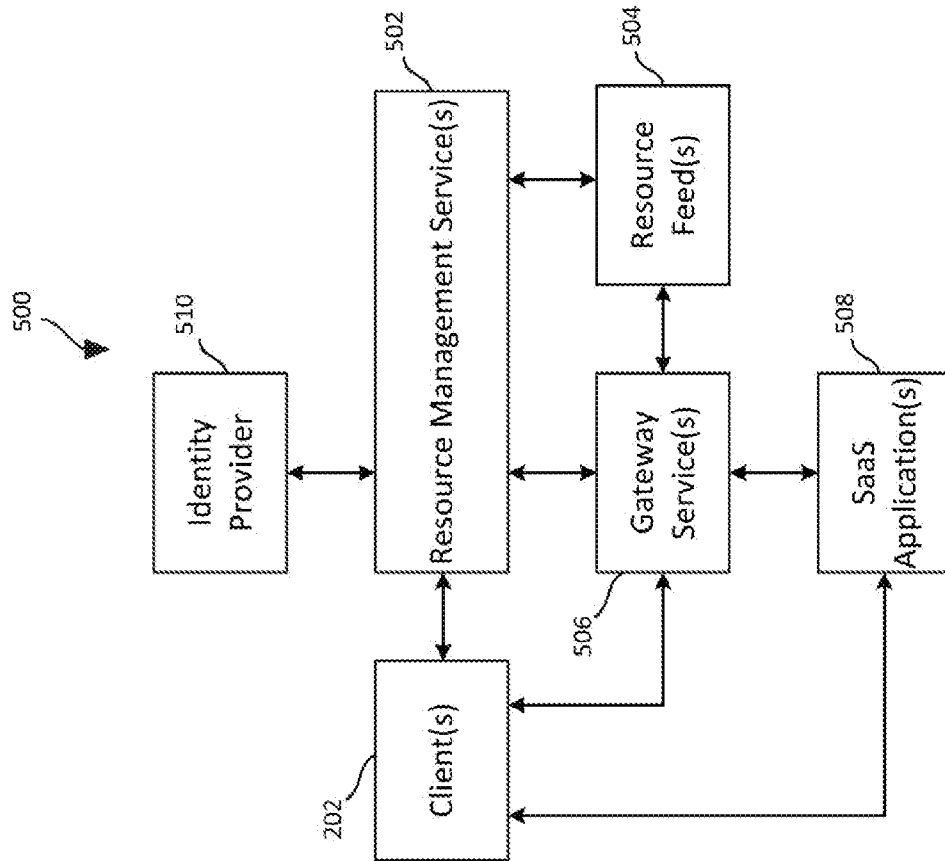 500
510
Identity
Provider
502
Resource Management Service(s)
202
Client(s)
504
Resource
Feed(s)
506
Gateway
Service(s)
508
SaaS
Application(s)